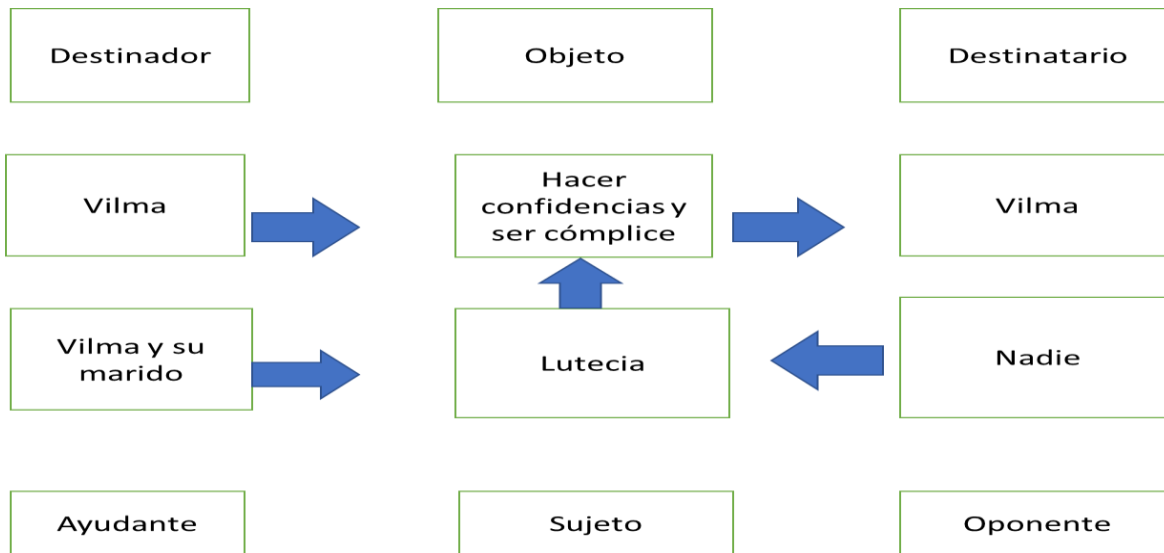 Destinador
Objeto
Destinatario
Vilma
Hacer
confidencias y
ser cómplice
Vilma
Vilma y su
marido
Lutecia
Nadie
Ayudante
Sujeto
Oponente